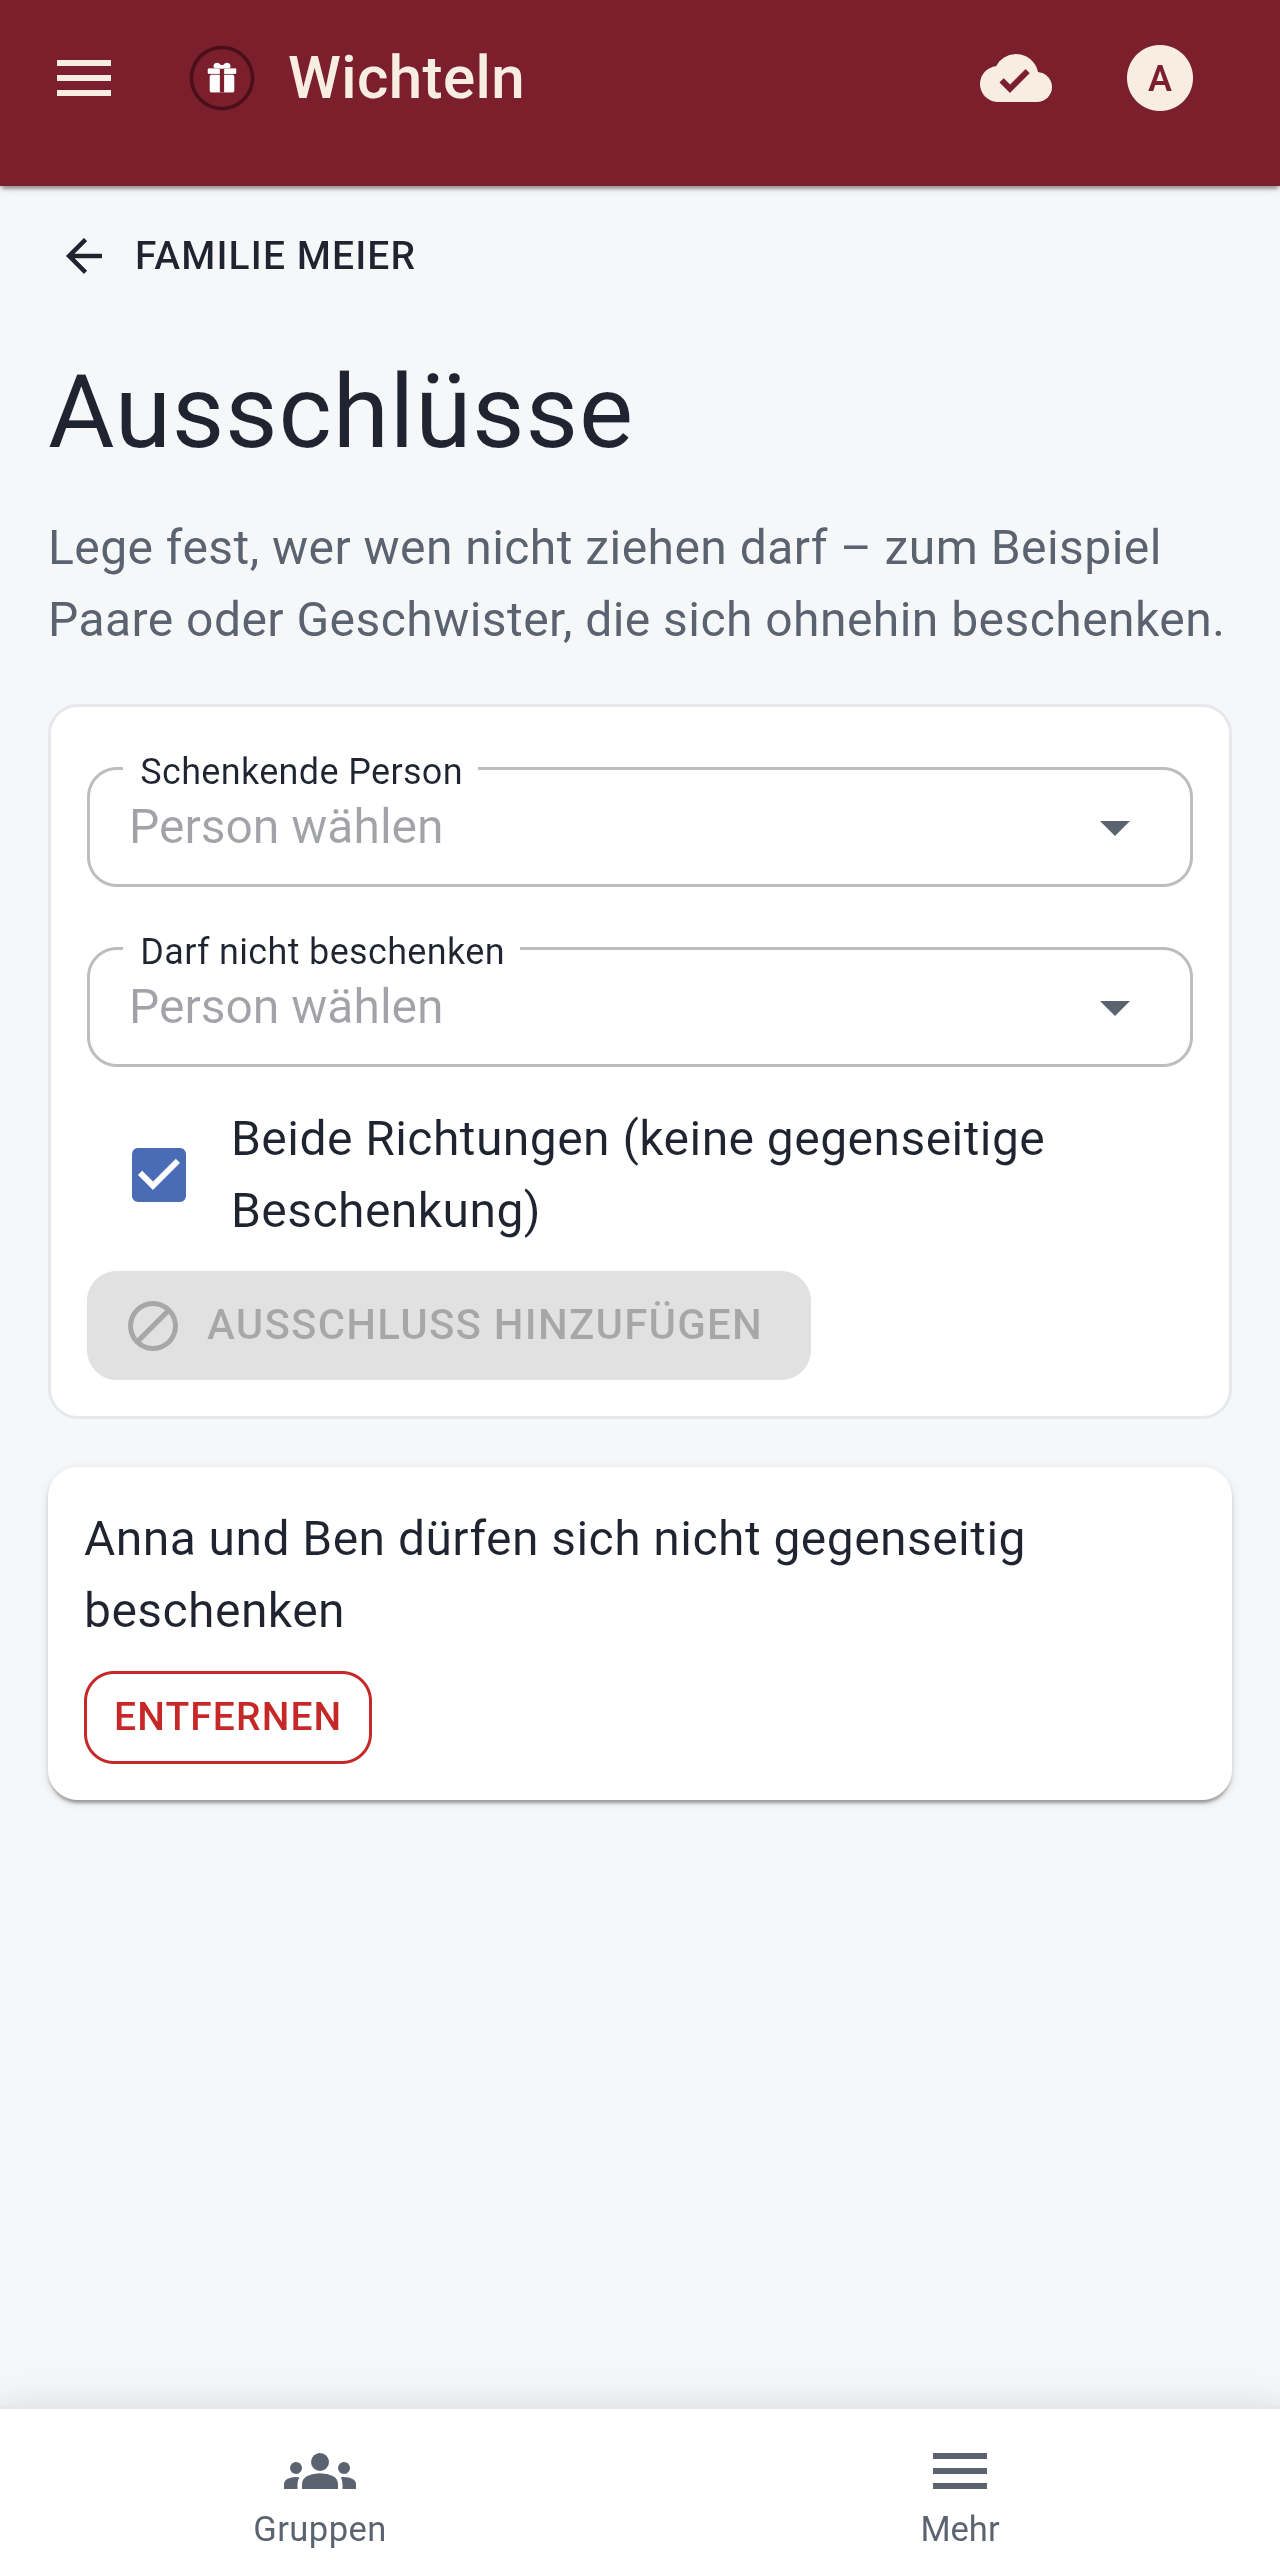 Wichteln
A
FAMILIE MEIER
Ausschlüsse
Lege fest, wer wen nicht ziehen darf – zum Beispiel
Paare oder Geschwister, die sich ohnehin beschenken.
Schenkende Person
Person wählen
Darf nicht beschenken
Person wählen
Beide Richtungen (keine gegenseitige
Beschenkung)
AUSSCHLUSS HINZUFÜGEN
Anna und Ben dürfen sich nicht gegenseitig
beschenken
ENTFERNEN
Gruppen
Mehr